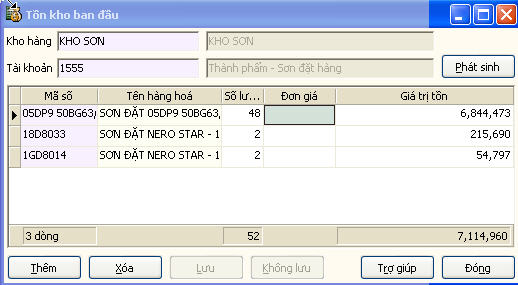 Tồn kho ban đầu
Kho hàng KHO SƠN KHO SƠN
Tài khoản 1555 Thành phẩm - Sơn đặt hàng Phát sinh
Mã số Tên hàng hoá Số lư... Đơn giá Giá trị tồn
05DP9 50BG63/ SƠN ĐẶT 05DP9 50BG63, 48 6,844,473
18D8033 SƠN ĐẶT NERO STAR - 1 2 215,690
1GD8014 SƠN ĐẶT NERO STAR - 1 2 54,797
3 dòng 52 7,114,960
Thêm Xóa Lưu Không lưu Trợ giúp Đóng